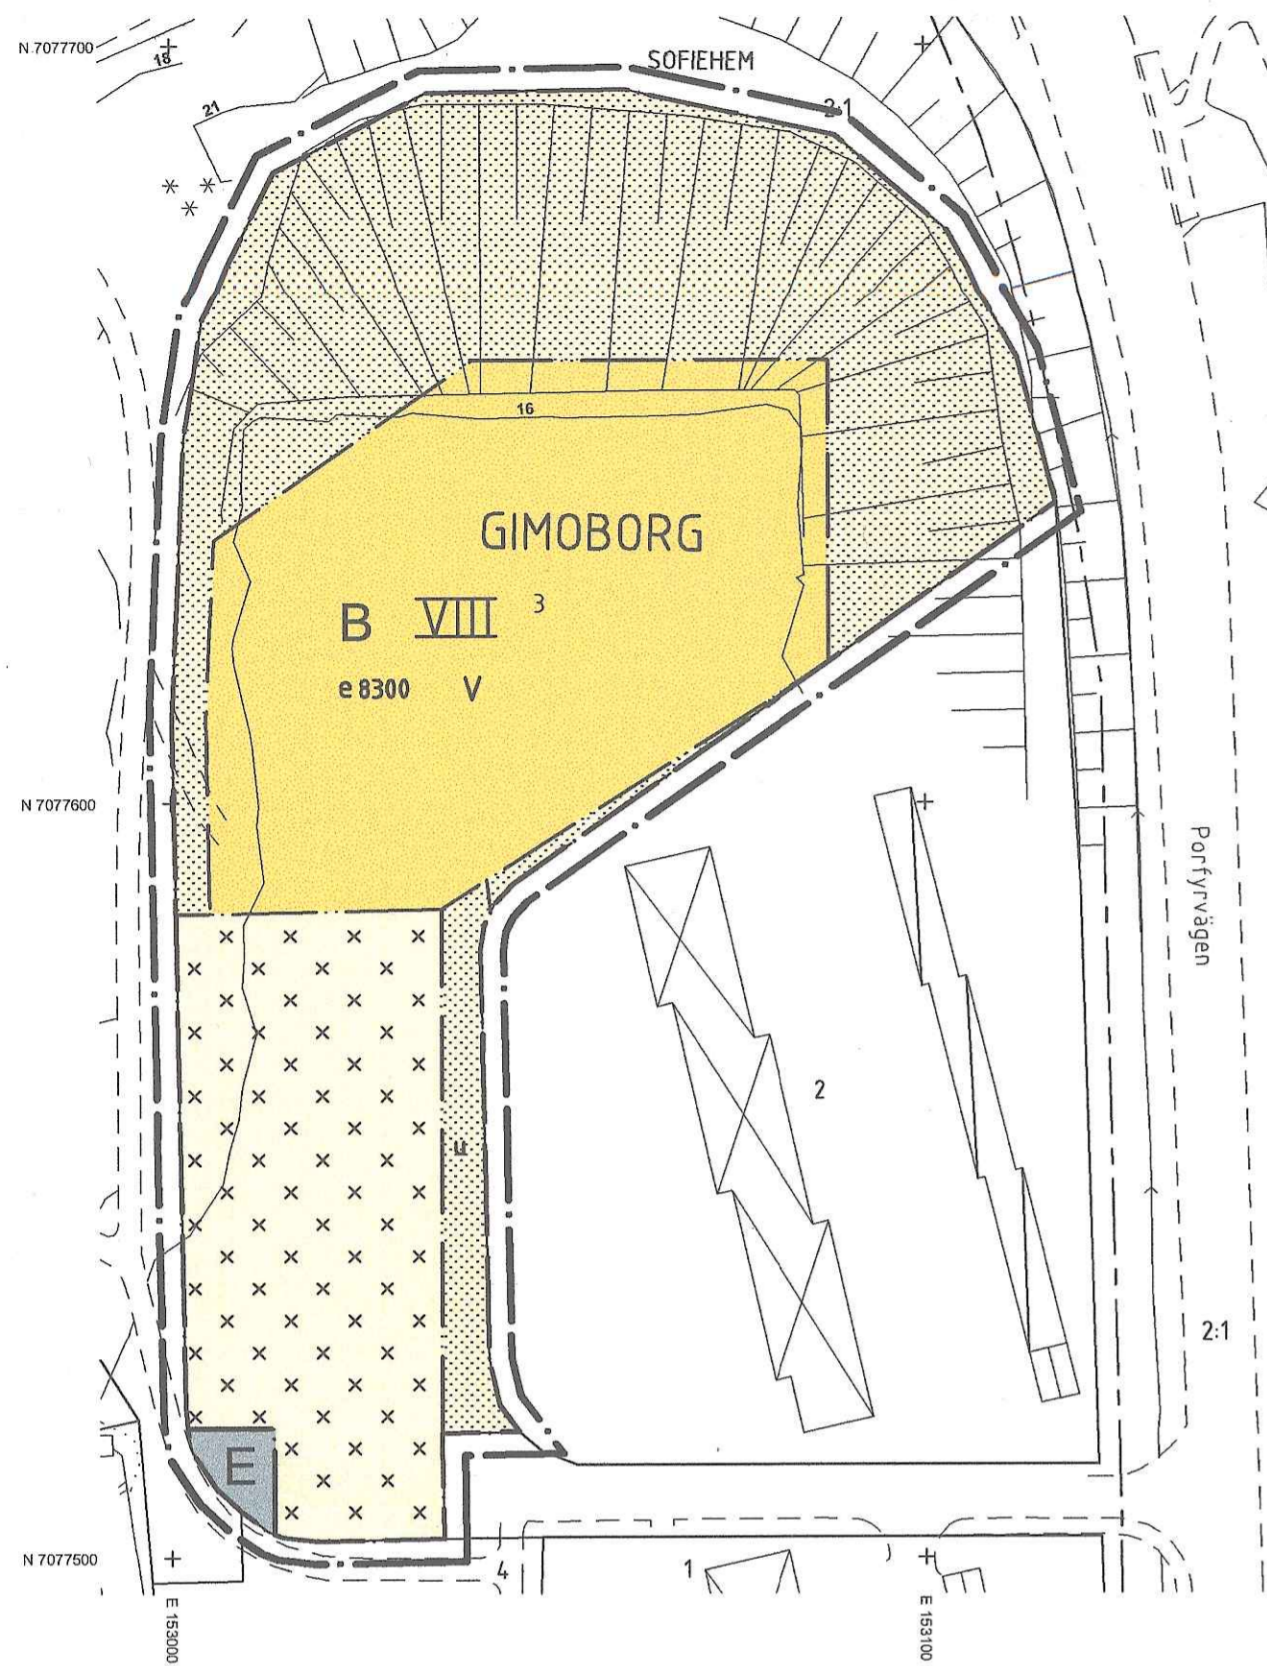 N 7077700
18
SOFIEHEM
21
2:1
16
GIMOBORG
B VIII 3
e 8300 V
N 7077600
Porfyrvägen
2
u
2:1
E
N 7077500
4
1
E 153000
E 153100